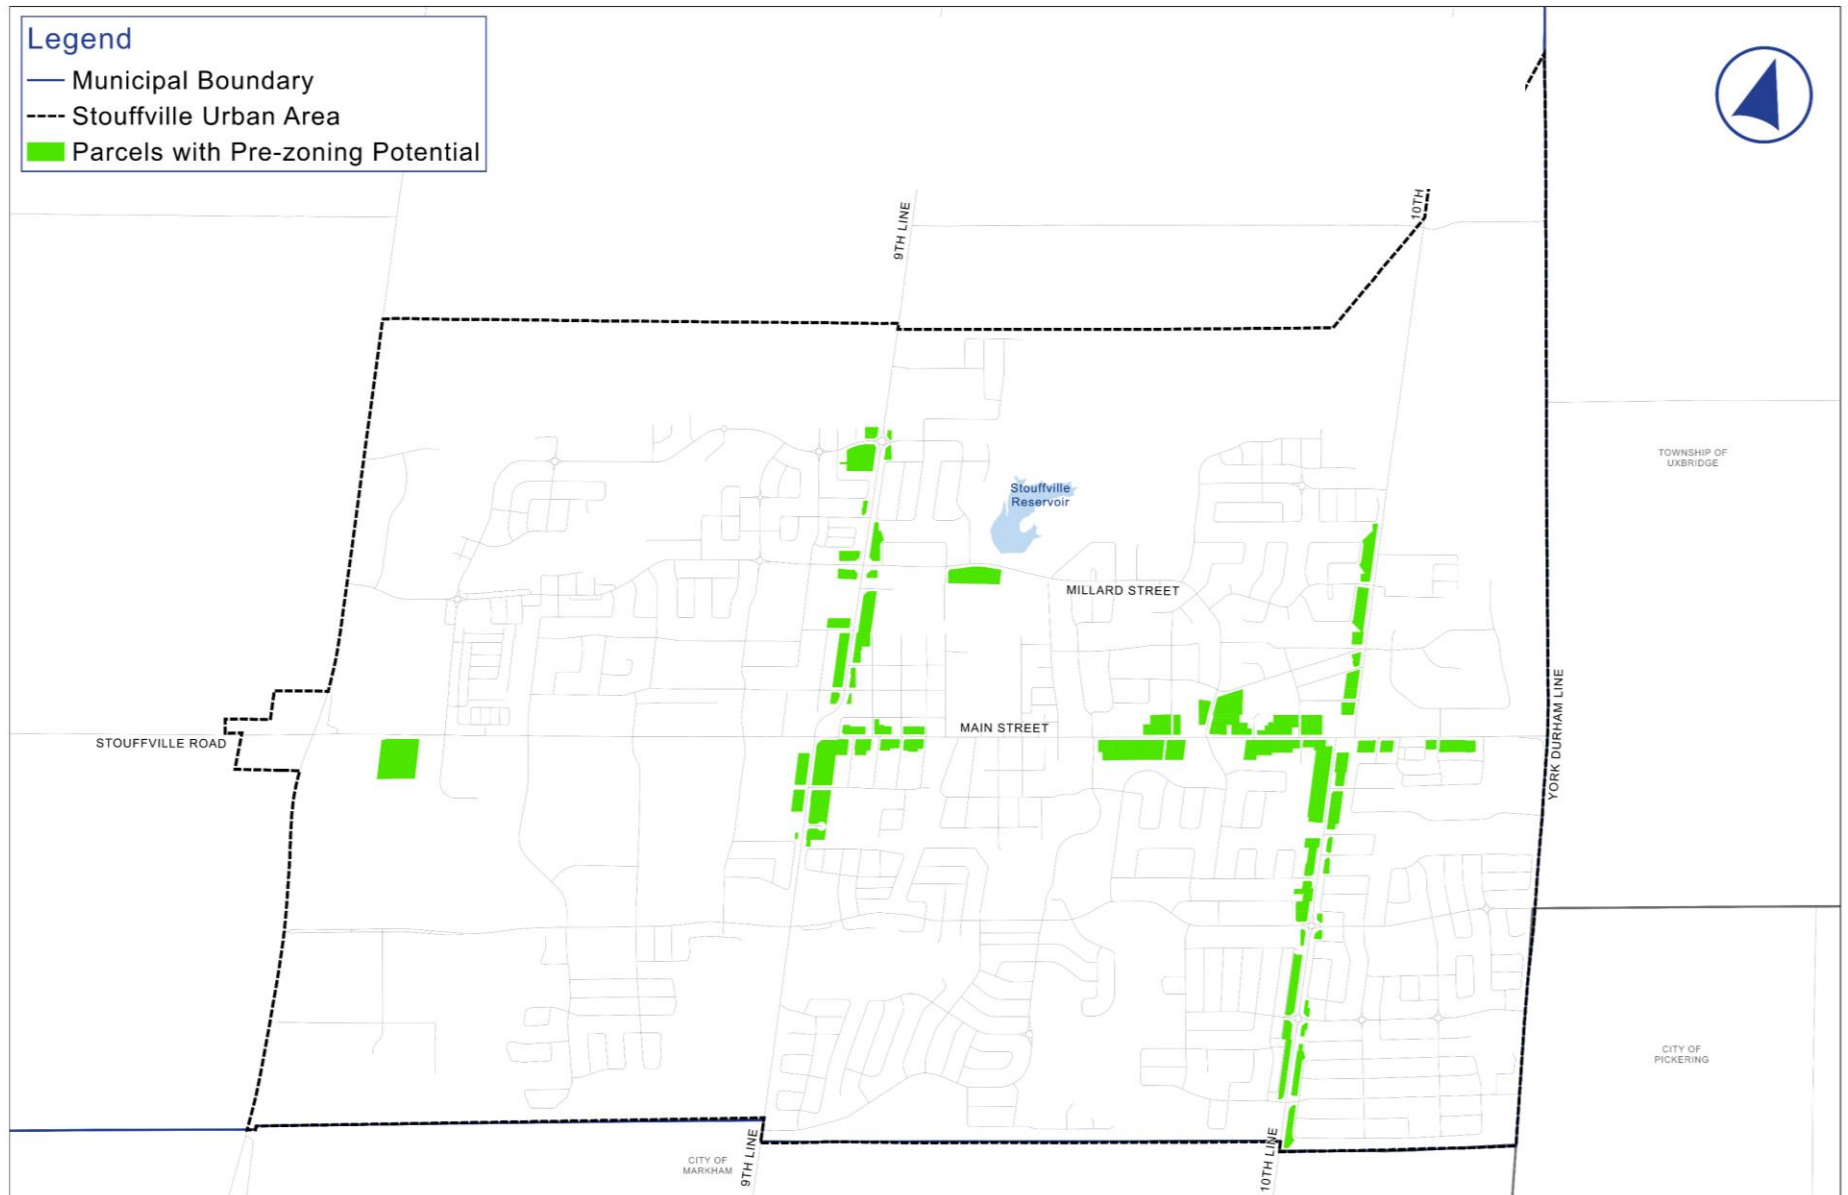 Legend
Municipal Boundary
Stouffville Urban Area
Parcels with Pre-zoning Potential
10TH
9TH LINE
TOWNSHIP OF
UXBRIDGE
Stouffville
Reservoir
MILLARD STREET
MAIN STREET
STOUFFVILLE ROAD
YORK DURHAM LINE
CITY OF
PICKERING
CITY OF
MARKHAM
9TH LINE
10TH LINE